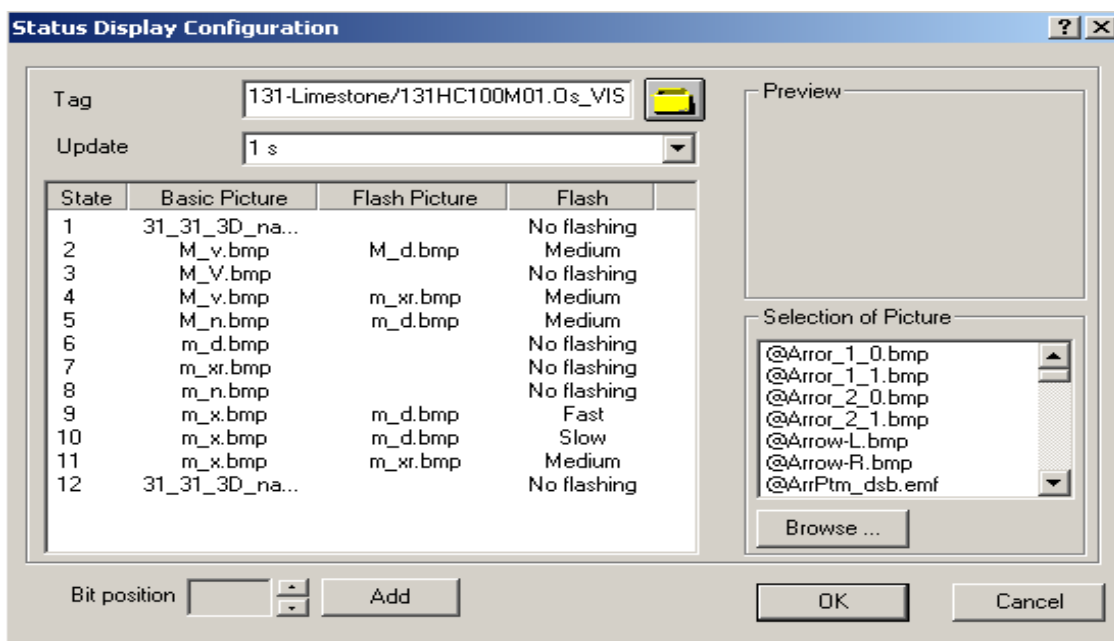 Status Display Configuration
Tag 131-Limestone/131HC100M01.Os_VIS
Update 1 s
State Basic Picture Flash Picture Flash
1 31_31_3D_na... No flashing
2 M_v.bmp M_d.bmp Medium
3 M_V.bmp No flashing
4 M_v.bmp m_xr.bmp Medium
5 M_n.bmp m_d.bmp Medium
6 m_d.bmp No flashing
7 m_xr.bmp No flashing
8 m_n.bmp No flashing
9 m_x.bmp m_d.bmp Fast
10 m_x.bmp m_d.bmp Slow
11 m_x.bmp m_xr.bmp Medium
12 31_31_3D_na... No flashing
Preview
Selection of Picture
@Arror_1_0.bmp
@Arror_1_1.bmp
@Arror_2_0.bmp
@Arror_2_1.bmp
@Arrow-L.bmp
@Arrow-R.bmp
@ArrPtm_dsb.emf
Browse ...
Bit position Add
OK Cancel